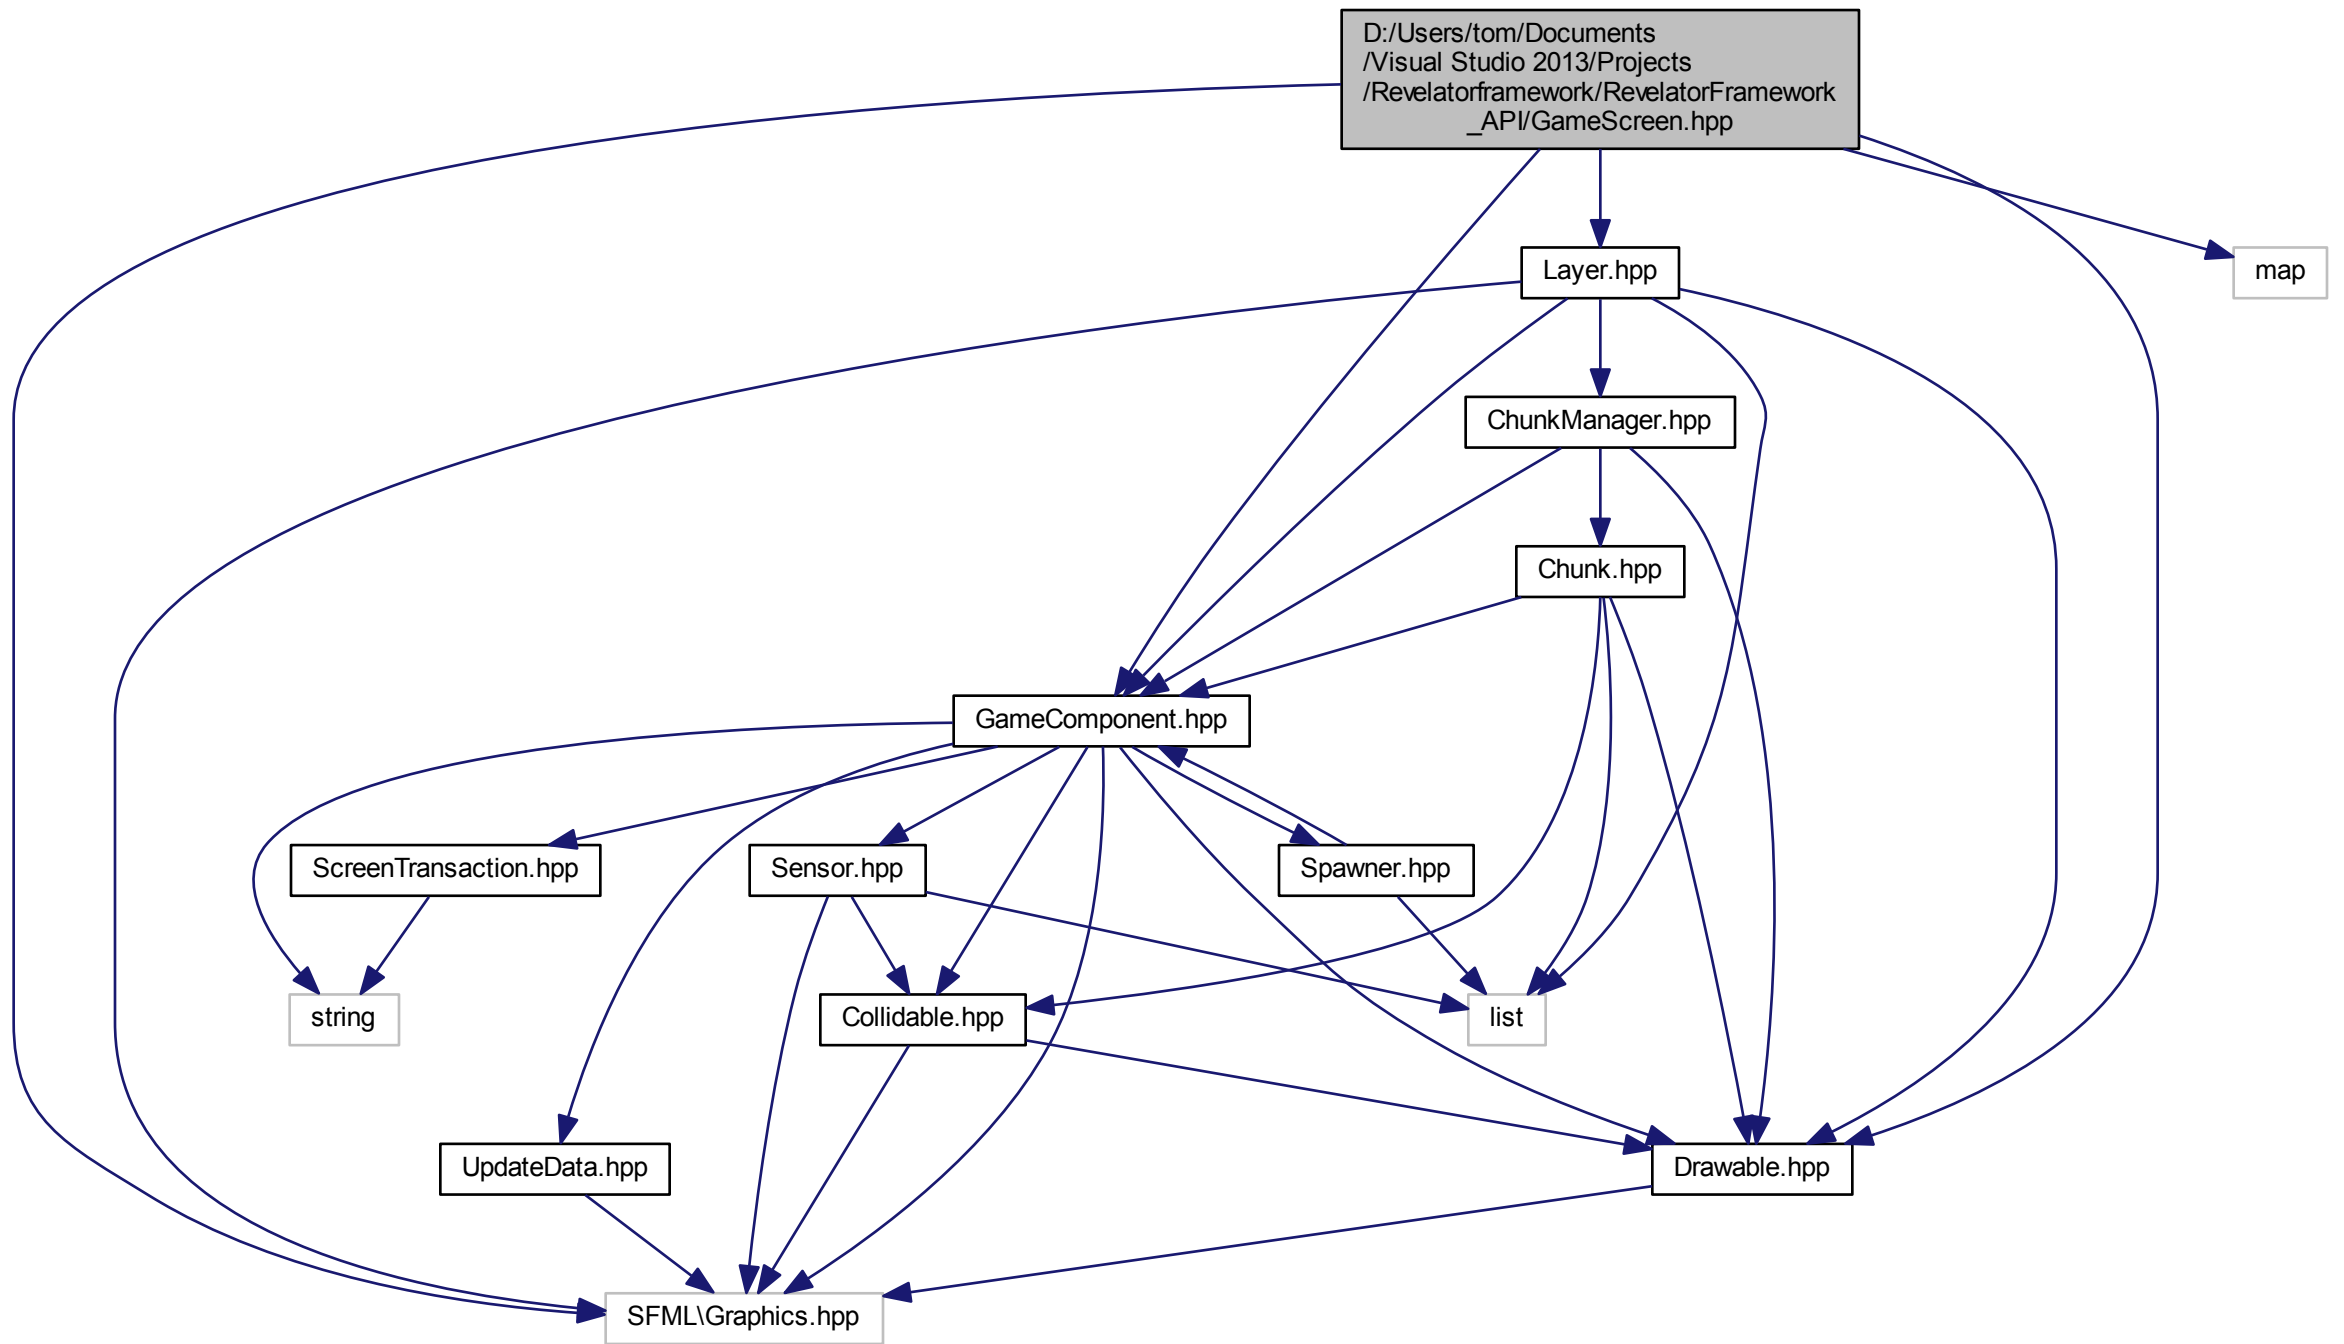 D:/Users/tom/Documents
/Visual Studio 2013/Projects
/Revelatorframework/RevelatorFramework
_API/GameScreen.hpp
Layer.hpp
map
ChunkManager.hpp
Chunk.hpp
GameComponent.hpp
ScreenTransaction.hpp
Sensor.hpp
Spawner.hpp
string
Collidable.hpp
list
UpdateData.hpp
Drawable.hpp
SFML\Graphics.hpp